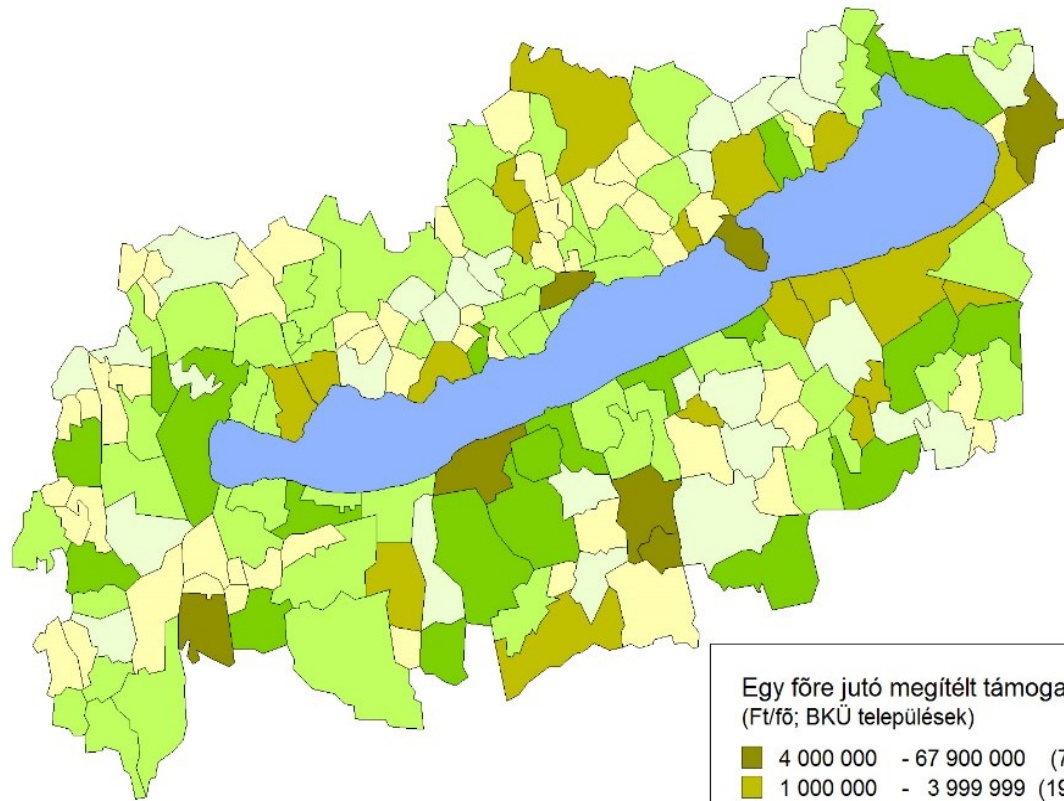 Egy főre jutó megítélt
(Ft/fő; BKÜ települések)
4 000 000 - 67 900 000 (7
1 000 000 - 3 999 999 (19